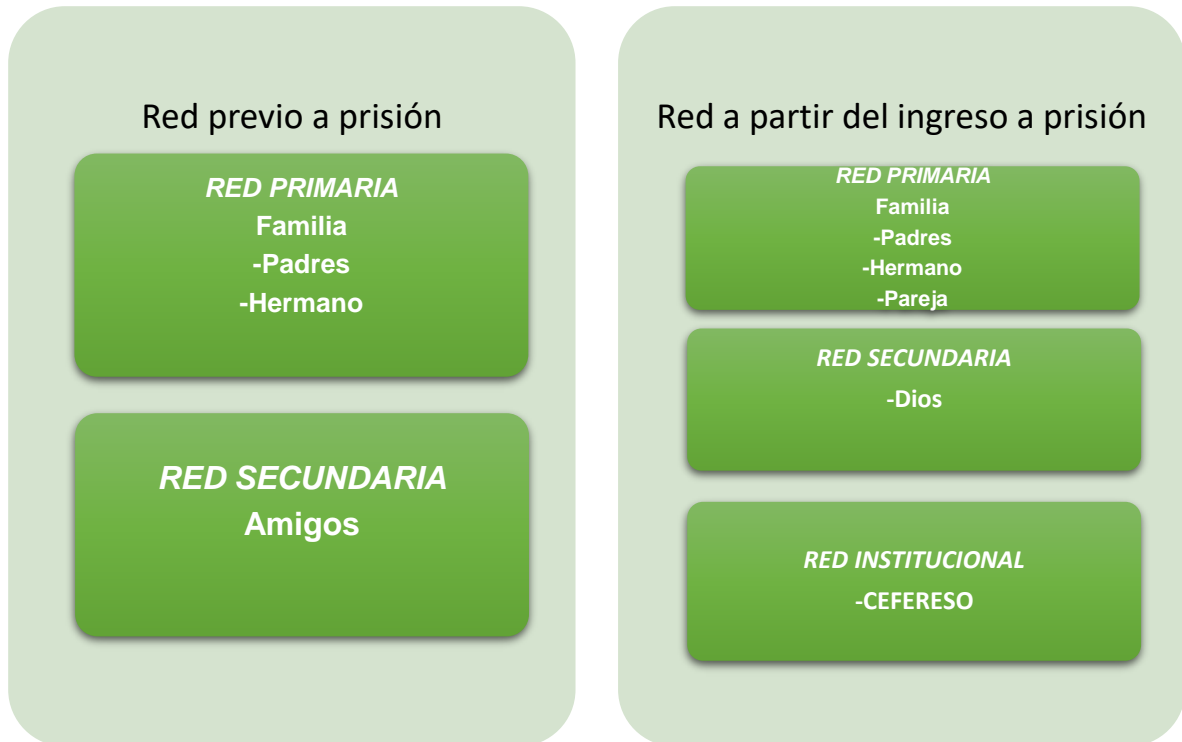 Red previo a prisión
RED PRIMARIA
Familia
-Padres
-Hermano
RED SECUNDARIA
Amigos
Red a partir del ingreso a prisión
RED PRIMARIA
Familia
-Padres
-Hermano
-Pareja
RED SECUNDARIA
-Dios
RED INSTITUCIONAL
-CEFERESO